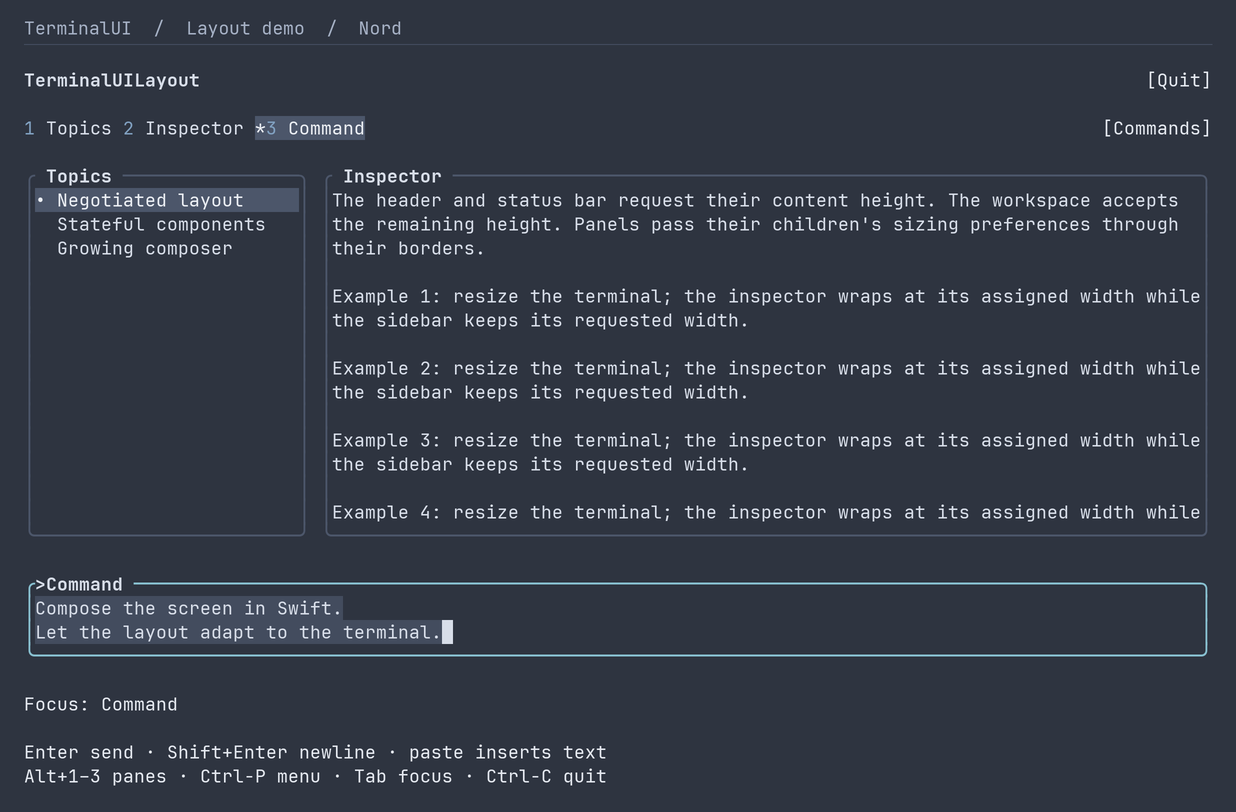 TerminalUI / Layout demo / Nord
TerminalUILayout [Quit]
1 Topics 2 Inspector *3 Command [Commands]
Topics
• Negotiated layout
Stateful components
Growing composer
Inspector
The header and status bar request their content height. The workspace accepts
the remaining height. Panels pass their children's sizing preferences through
their borders.
Example 1: resize the terminal; the inspector wraps at its assigned width while
the sidebar keeps its requested width.
Example 2: resize the terminal; the inspector wraps at its assigned width while
the sidebar keeps its requested width.
Example 3: resize the terminal; the inspector wraps at its assigned width while
the sidebar keeps its requested width.
Example 4: resize the terminal; the inspector wraps at its assigned width while
>Command
Compose the screen in Swift.
Let the layout adapt to the terminal.
Focus: Command
Enter send · Shift+Enter newline · paste inserts text
Alt+1–3 panes · Ctrl-P menu · Tab focus · Ctrl-C quit